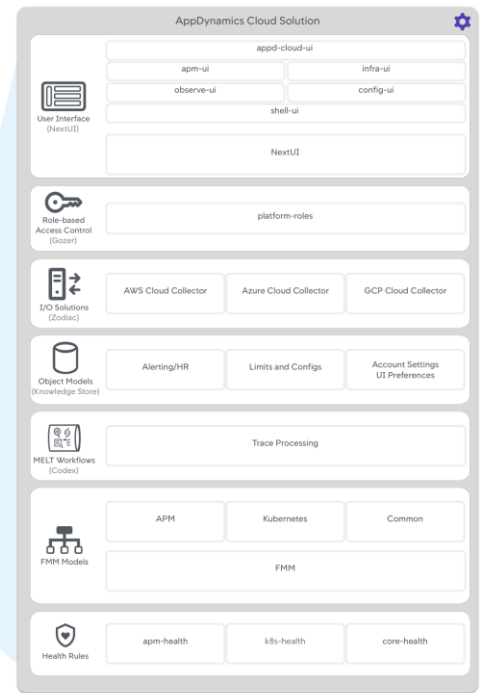 AppDynamics Cloud Solution
appd-cloud-ui
apm-ui
infra-ui
observe-ui
config-ui
shell-ui
NextUI
User Interface
(NextUI)
platform-roles
Role-based
Access Control
(Gozer)
AWS Cloud Collector
Azure Cloud Collector
GCP Cloud Collector
I/O Solutions
(Zodiac)
Alerting/HR
Limits and Configs
Account Settings
UI Preferences
Object Models
(Knowledge Store)
Trace Processing
MELT Workflows
(Codex)
APM
Kubernetes
Common
FMM
FMM Models
apm-health
k8s-health
core-health
Health Rules